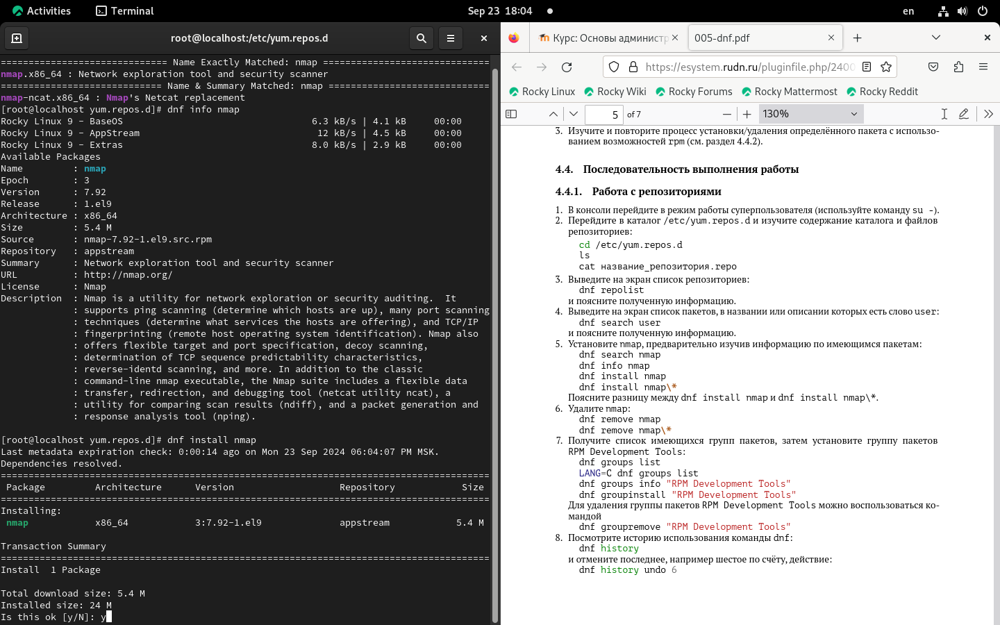 Activities
Terminal
Sep 23 18:04
en
root@localhost:/etc/yum.repos.d
============================== Name Exactly Matched: nmap ==============================
nmap.x86_64 : Network exploration tool and security scanner
============================= Name & Summary Matched: nmap =============================
nmap-ncat.x86_64 : Nmap's Netcat replacement
[root@localhost yum.repos.d]# dnf info nmap
Rocky Linux 9 - BaseOS                                  6.3 kB/s | 4.1 kB     00:00
Rocky Linux 9 - AppStream                                12 kB/s | 4.5 kB     00:00
Rocky Linux 9 - Extras                                  8.0 kB/s | 2.9 kB     00:00
Available Packages
Name         : nmap
Epoch        : 3
Version      : 7.92
Release      : 1.el9
Architecture : x86_64
Size         : 5.4 M
Source       : nmap-7.92-1.el9.src.rpm
Repository   : appstream
Summary      : Network exploration tool and security scanner
URL          : http://nmap.org/
License      : Nmap
Description  : Nmap is a utility for network exploration or security auditing.  It
             : supports ping scanning (determine which hosts are up), many port scanning
             : techniques (determine what services the hosts are offering), and TCP/IP
             : fingerprinting (remote host operating system identification). Nmap also
             : offers flexible target and port specification, decoy scanning,
             : determination of TCP sequence predictability characteristics,
             : reverse-identd scanning, and more. In addition to the classic
             : command-line nmap executable, the Nmap suite includes a flexible data
             : transfer, redirection, and debugging tool (netcat utility ncat), a
             : utility for comparing scan results (ndiff), and a packet generation and
             : response analysis tool (nping).
[root@localhost yum.repos.d]# dnf install nmap
Last metadata expiration check: 0:00:14 ago on Mon 23 Sep 2024 06:04:07 PM MSK.
Dependencies resolved.
========================================================================================
 Package         Architecture      Version                   Repository            Size
========================================================================================
Installing:
 nmap            x86_64            3:7.92-1.el9              appstream            5.4 M
Transaction Summary
========================================================================================
Install  1 Package
Total download size: 5.4 M
Installed size: 24 M
Is this ok [y/N]: y
Курс: Основы администр
005-dnf.pdf
https://esystem.rudn.ru/pluginfile.php/2400
Rocky Linux
Rocky Wiki
Rocky Forums
Rocky Mattermost
Rocky Reddit
5 of 7
130%
3. Изучите и повторите процесс установки/удаления определённого пакета с использо-
ванием возможностей rpm (см. раздел 4.4.2).
4.4. Последовательность выполнения работы
4.4.1. Работа с репозиториями
1. В консоли перейдите в режим работы суперпользователя (используйте команду su -).
2. Перейдите в каталог /etc/yum.repos.d и изучите содержание каталога и файлов
репозиториев:
cd /etc/yum.repos.d
ls
cat название_репозитория.repo
3. Выведите на экран список репозиториев:
dnf repolist
и поясните полученную информацию.
4. Выведите на экран список пакетов, в названии или описании которых есть слово user:
dnf search user
и поясните полученную информацию.
5. Установите nmap, предварительно изучив информацию по имеющимся пакетам:
dnf search nmap
dnf info nmap
dnf install nmap
dnf install nmap\*
Поясните разницу между dnf install nmap и dnf install nmap\*.
6. Удалите nmap:
dnf remove nmap
dnf remove nmap\*
7. Получите список имеющихся групп пакетов, затем установите группу пакетов
RPM Development Tools:
dnf groups list
LANG=C dnf groups list
dnf groups info "RPM Development Tools"
dnf groupinstall "RPM Development Tools"
Для удаления группы пакетов RPM Development Tools можно воспользоваться ко-
мандой
dnf groupremove "RPM Development Tools"
8. Посмотрите историю использования команды dnf:
dnf history
и отмените последнее, например шестое по счёту, действие:
dnf history undo 6